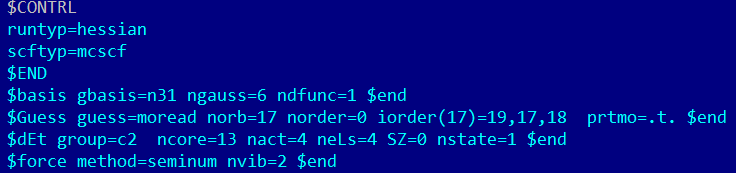 $CONTRL
runtyp=hessian
scftyp=mcscf
$END
$basis gbasis=n31 ngauss=6 ndfunc=1 $end
$Guess guess=moread norb=17 norder=0 iorder(17)=19,17,18  prtmo=.t. $end
$dEt group=c2  ncore=13 nact=4 neLs=4 SZ=0 nstate=1 $end
$force method=seminum nvib=2 $end